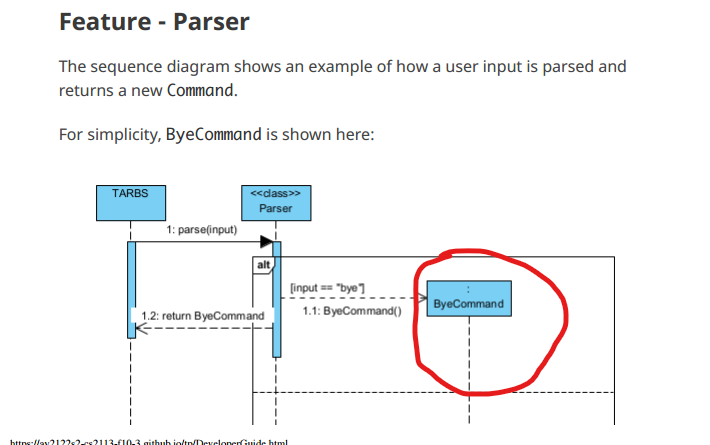 Feature - Parser
The sequence diagram shows an example of how a user input is parsed and
returns a new Command.
For simplicity, ByeCommand is shown here:
TARBS
<<class>>
Parser
1: parse(input)
alt
[input == "bye"]
:
ByeCommand
1.1: ByeCommand()
1.2: return ByeCommand
https://ay2122s2-cs2113-f10-3.github.io/tp/DeveloperGuide.html